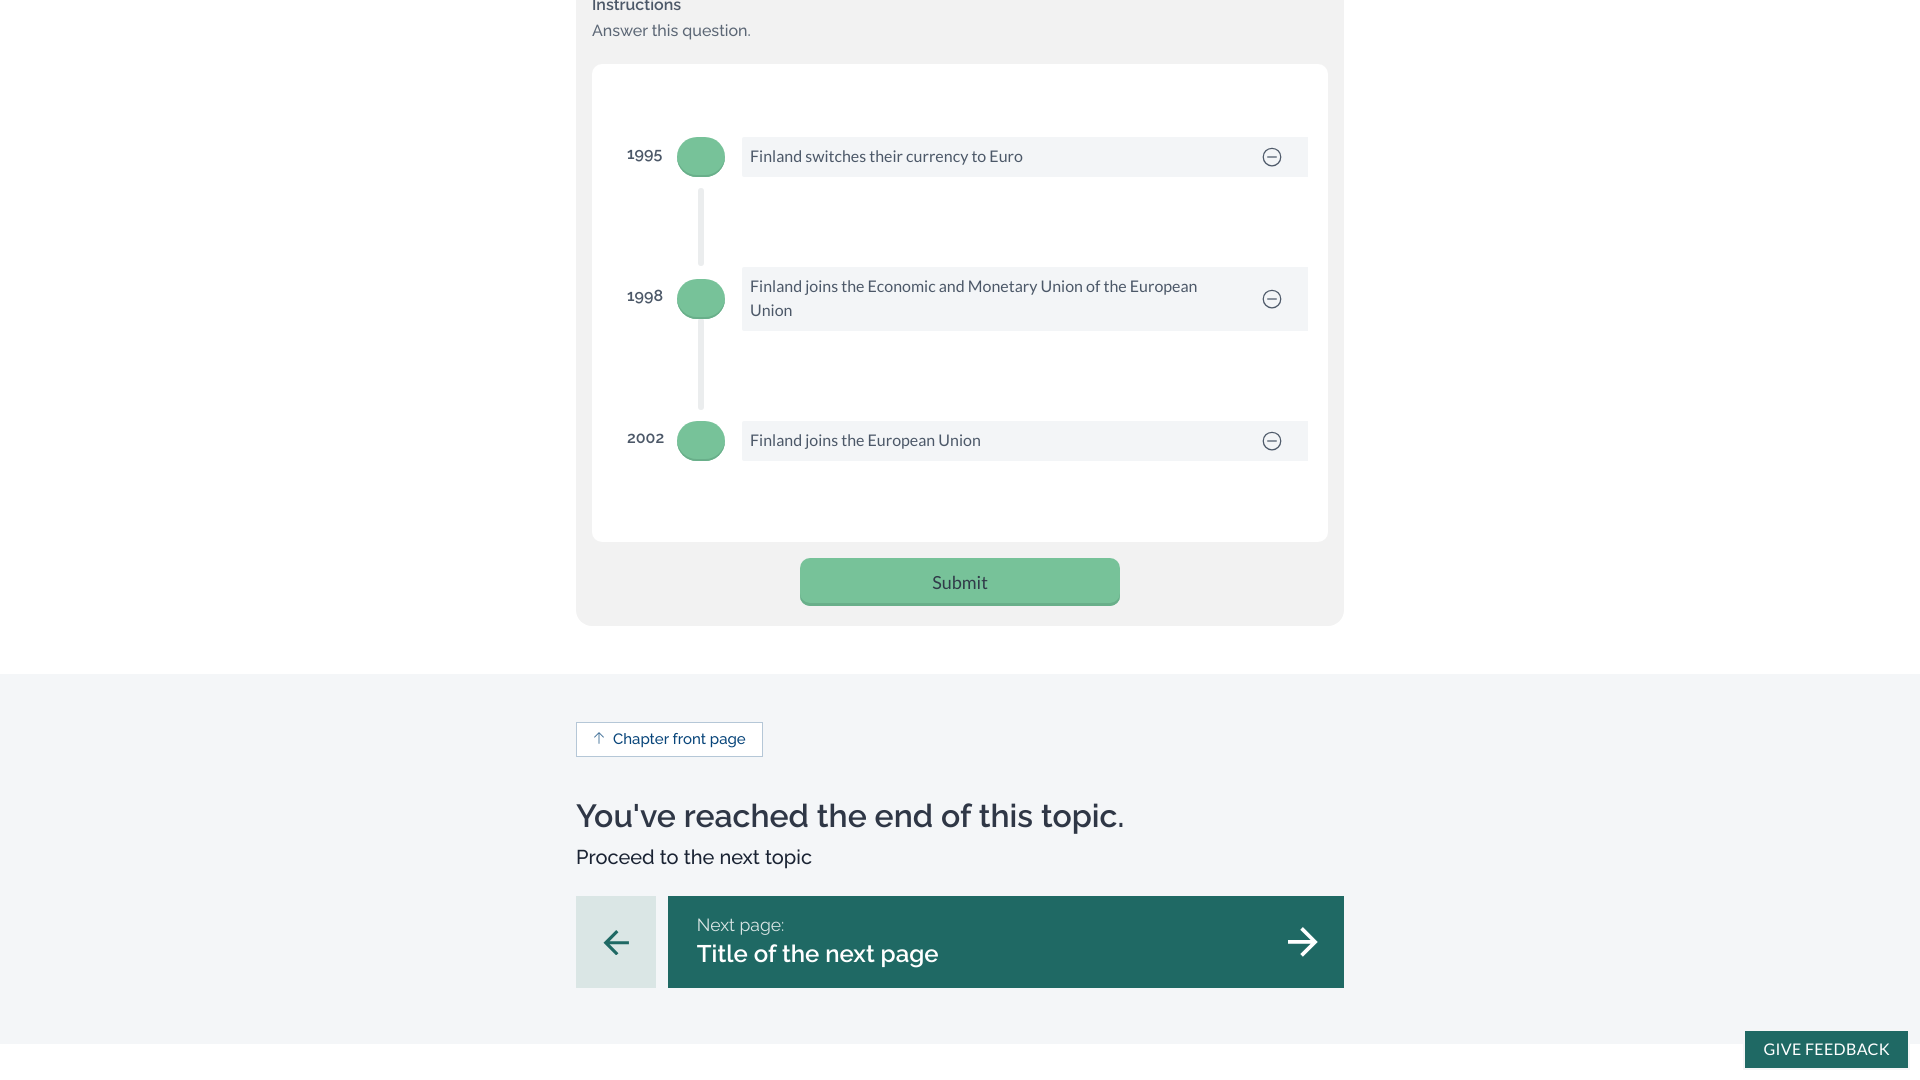 Instructions
Answer this question.
1995
Finland switches their currency to Euro
1998
Finland joins the Economic and Monetary Union of the European
Union
2002
Finland joins the European Union
Submit
Chapter front page
You've reached the end of this topic.
Proceed to the next topic
Next page:
Title of the next page
GIVE FEEDBACK